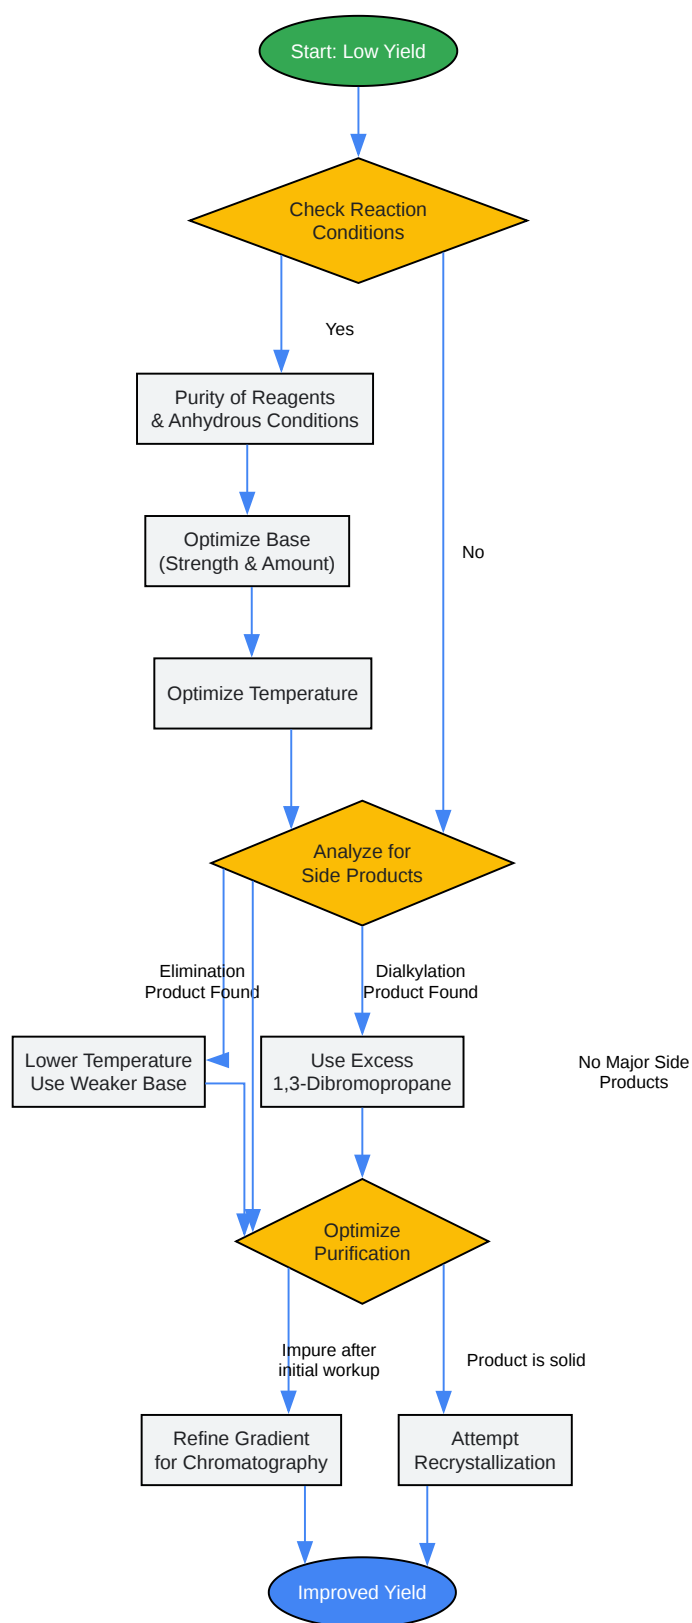 Start: Low Yield
Check Reaction
Conditions
Yes
Purity of Reagents
& Anhydrous Conditions
Optimize Base
(Strength & Amount)
No
Optimize Temperature
Analyze for
Side Products
Elimination
Product Found
Dialkylation
Product Found
Lower Temperature
Use Weaker Base
Use Excess
1,3-Dibromopropane
No Major Side
Products
Optimize
Purification
Impure after
initial workup
Product is solid
Refine Gradient
for Chromatography
Attempt
Recrystallization
Improved Yield